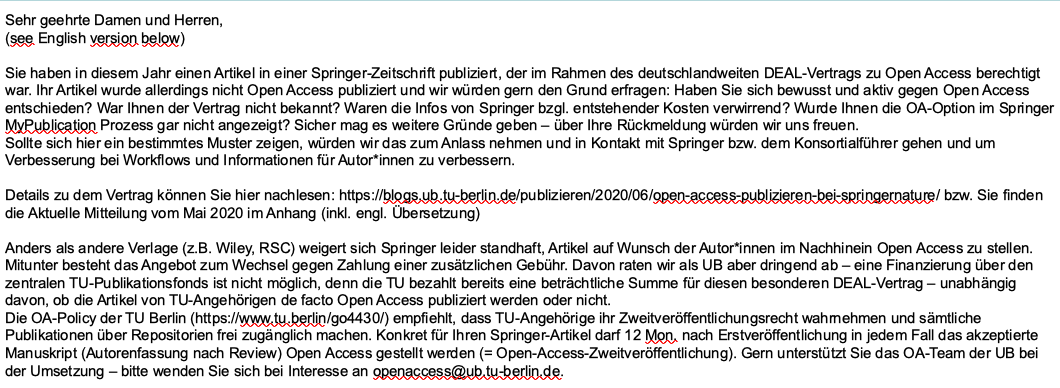 Sehr geehrte Damen und Herren,
(see English version below)
Sie haben in diesem Jahr einen Artikel in einer Springer-Zeitschrift publiziert, der im Rahmen des deutschlandweiten DEAL-Vertrags zu Open Access berechtigt
war. Ihr Artikel wurde allerdings nicht Open Access publiziert und wir würden gern den Grund erfragen: Haben Sie sich bewusst und aktiv gegen Open Access
entschieden? War Ihnen der Vertrag nicht bekannt? Waren die Infos von Springer bzgl. entstehender Kosten verwirrend? Wurde Ihnen die OA-Option im Springer
MyPublication Prozess gar nicht angezeigt? Sicher mag es weitere Gründe geben – über Ihre Rückmeldung würden wir uns freuen.
Sollte sich hier ein bestimmtes Muster zeigen, würden wir das zum Anlass nehmen und in Kontakt mit Springer bzw. dem Konsortialführer gehen und um
Verbesserung bei Workflows und Informationen für Autor*innen zu verbessern.
Details zu dem Vertrag können Sie hier nachlesen: https://blogs.ub.tu-berlin.de/publizieren/2020/06/open-access-publizieren-bei-springernature/ bzw. Sie finden
die Aktuelle Mitteilung vom Mai 2020 im Anhang (inkl. engl. Übersetzung)
Anders als andere Verlage (z.B. Wiley, RSC) weigert sich Springer leider standhaft, Artikel auf Wunsch der Autor*innen im Nachhinein Open Access zu stellen.
Mitunter besteht das Angebot zum Wechsel gegen Zahlung einer zusätzlichen Gebühr. Davon raten wir als UB aber dringend ab – eine Finanzierung über den
zentralen TU-Publikationsfonds ist nicht möglich, denn die TU bezahlt bereits eine beträchtliche Summe für diesen besonderen DEAL-Vertrag – unabhängig
davon, ob die Artikel von TU-Angehörigen de facto Open Access publiziert werden oder nicht.
Die OA-Policy der TU Berlin (https://www.tu.berlin/go4430/) empfiehlt, dass TU-Angehörige ihr Zweitveröffentlichungsrecht wahrnehmen und sämtliche
Publikationen über Repositorien frei zugänglich machen. Konkret für Ihren Springer-Artikel darf 12 Mon. nach Erstveröffentlichung in jedem Fall das akzeptierte
Manuskript (Autorenfassung nach Review) Open Access gestellt werden (= Open-Access-Zweitveröffentlichung). Gern unterstützt Sie das OA-Team der UB bei
der Umsetzung – bitte wenden Sie sich bei Interesse an openaccess@ub.tu-berlin.de.